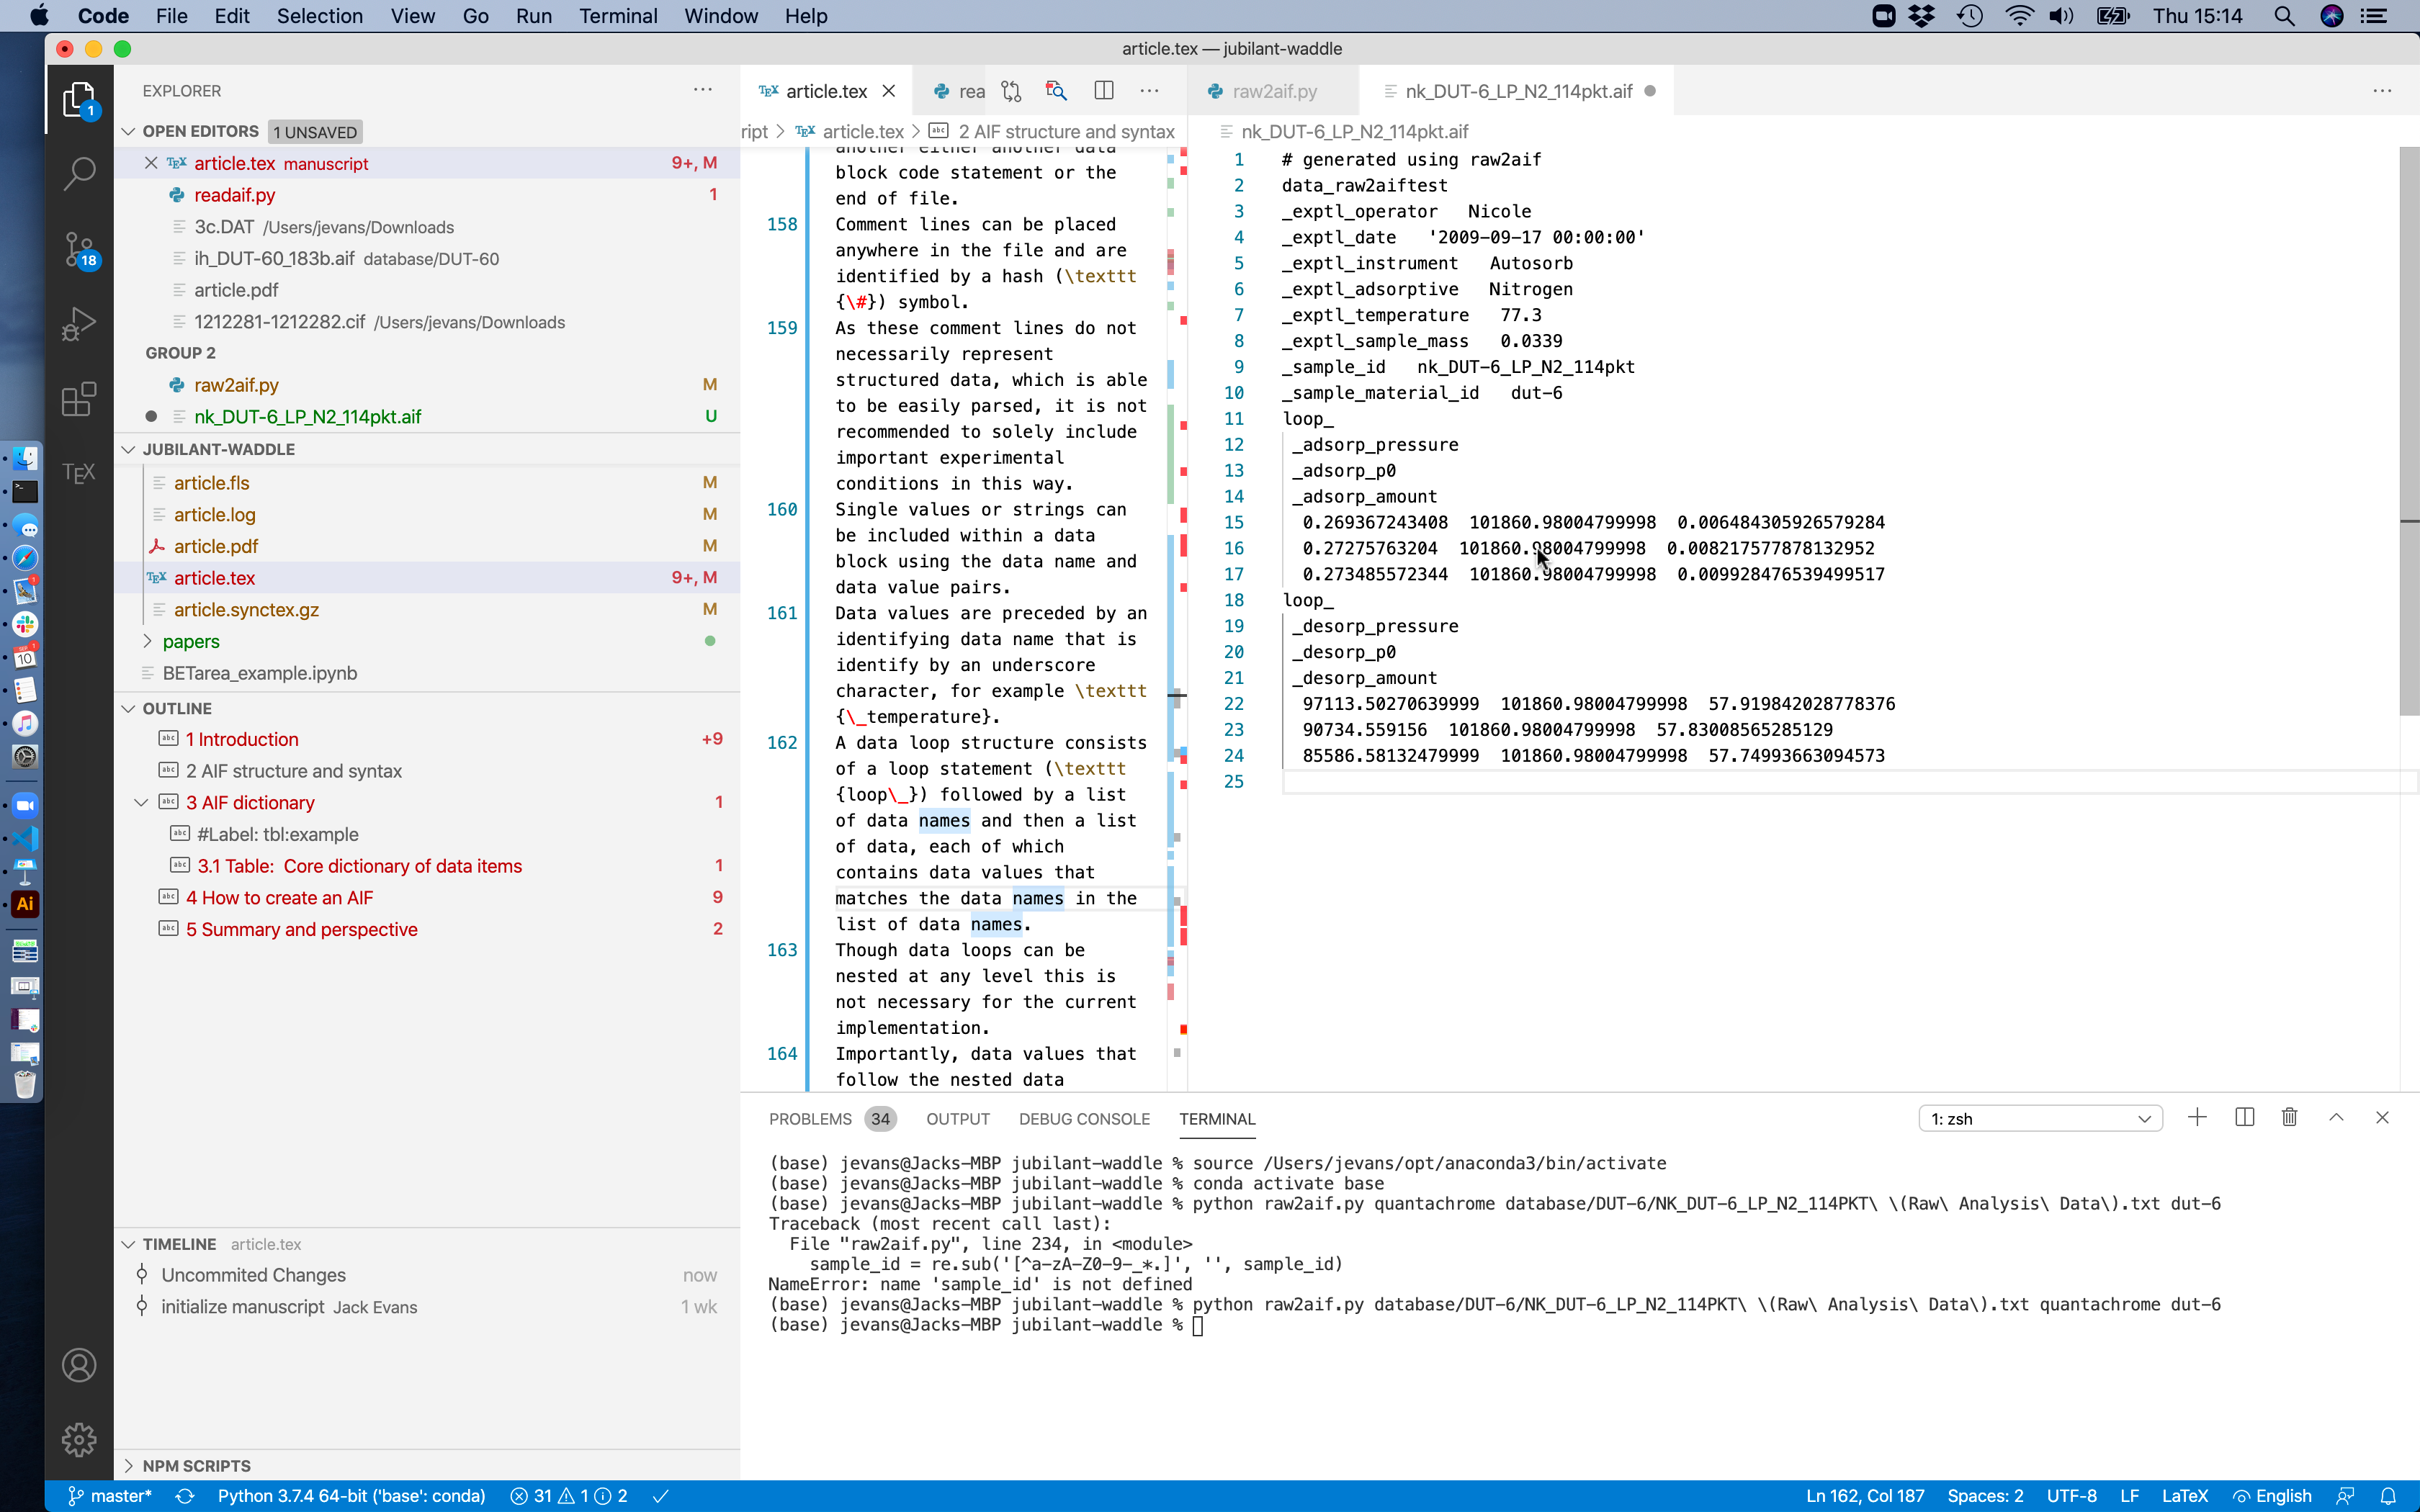 Code File Edit Selection View Go Run Terminal Window Help Thu 15:14
article.tex — jubilant-waddle
EXPLORER
OPEN EDITORS 1 UNSAVED
article.tex manuscript 9+, M
readaif.py 1
3c.DAT /Users/jevans/Downloads
ih_DUT-60_183b.aif database/DUT-60
article.pdf
1212281-1212282.cif /Users/jevans/Downloads
GROUP 2
raw2aif.py M
nk_DUT-6_LP_N2_114pkt.aif U
JUBILANT-WADDLE
article.fls M
article.log M
article.pdf M
article.tex 9+, M
article.synctex.gz M
papers
BETarea_example.ipynb
OUTLINE
1 Introduction +9
2 AIF structure and syntax
3 AIF dictionary 1
#Label: tbl:example
3.1 Table: Core dictionary of data items 1
4 How to create an AIF 9
5 Summary and perspective 2
TIMELINE article.tex
Uncommited Changes now
initialize manuscript Jack Evans 1 wk
NPM SCRIPTS
1
18
TEX
article.tex rea
ript > article.tex > 2 AIF structure and syntax
another either another data
block code statement or the
end of file.
158 Comment lines can be placed
anywhere in the file and are
identified by a hash (\texttt
{\#}) symbol.
159 As these comment lines do not
necessarily represent
structured data, which is able
to be easily parsed, it is not
recommended to solely include
important experimental
conditions in this way.
160 Single values or strings can
be included within a data
block using the data name and
data value pairs.
161 Data values are preceded by an
identifying data name that is
identify by an underscore
character, for example \texttt
{\_temperature}.
162 A data loop structure consists
of a loop statement (\texttt
{loop\_}) followed by a list
of data names and then a list
of data, each of which
contains data values that
matches the data names in the
list of data names.
163 Though data loops can be
nested at any level this is
not necessary for the current
implementation.
164 Importantly, data values that
follow the nested data
raw2aif.py nk_DUT-6_LP_N2_114pkt.aif
nk_DUT-6_LP_N2_114pkt.aif
1 # generated using raw2aif
2 data_raw2aiftest
3 _exptl_operator Nicole
4 _exptl_date '2009-09-17 00:00:00'
5 _exptl_instrument Autosorb
6 _exptl_adsorptive Nitrogen
7 _exptl_temperature 77.3
8 _exptl_sample_mass 0.0339
9 _sample_id nk_DUT-6_LP_N2_114pkt
10 _sample_material_id dut-6
11 loop_
12 _adsorp_pressure
13 _adsorp_p0
14 _adsorp_amount
15 0.269367243408 101860.98004799998 0.006484305926579284
16 0.27275763204 101860.98004799998 0.008217577878132952
17 0.273485572344 101860.98004799998 0.009928476539499517
18 loop_
19 _desorp_pressure
20 _desorp_p0
21 _desorp_amount
22 97113.50270639999 101860.98004799998 57.919842028778376
23 90734.559156 101860.98004799998 57.83008565285129
24 85586.58132479999 101860.98004799998 57.74993663094573
25
PROBLEMS 34 OUTPUT DEBUG CONSOLE TERMINAL 1: zsh
(base) jevans@Jacks-MBP jubilant-waddle % source /Users/jevans/opt/anaconda3/bin/activate
(base) jevans@Jacks-MBP jubilant-waddle % conda activate base
(base) jevans@Jacks-MBP jubilant-waddle % python raw2aif.py quantachrome database/DUT-6/NK_DUT-6_LP_N2_114PKT\ \(Raw\ Analysis\ Data\).txt dut-6
Traceback (most recent call last):
File "raw2aif.py", line 234, in <module>
sample_id = re.sub('[^a-zA-Z0-9-_*.]', '', sample_id)
NameError: name 'sample_id' is not defined
(base) jevans@Jacks-MBP jubilant-waddle % python raw2aif.py database/DUT-6/NK_DUT-6_LP_N2_114PKT\ \(Raw\ Analysis\ Data\).txt quantachrome dut-6
(base) jevans@Jacks-MBP jubilant-waddle %
master* Python 3.7.4 64-bit ('base': conda) 31 1 2 Ln 162, Col 187 Spaces: 2 UTF-8 LF LaTeX English
10
Ai